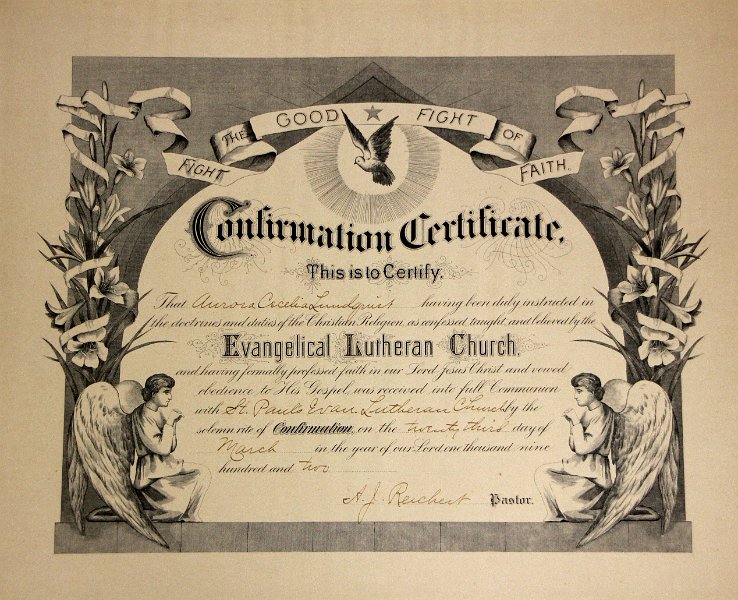 FIGHT THE GOOD FIGHT OF FAITH.
Confirmation Certificate.
This is to Certify.
That Aurora Cecelia Lundquist having been duly instructed in
the doctrines and duties of the Christian Religion, as confessed, taught, and believed by the
Evangelical Lutheran Church,
and having formally professed faith in our Lord Jesus Christ and vowed
obedience to His Gospel, was received into full Communion
with St. Pauls Evan Lutheran Church by the
solemn rite of Confirmation, on the twenty third day of
March in the year of our Lord one thousand nine
hundred and two
A. J. Reichert Pastor.